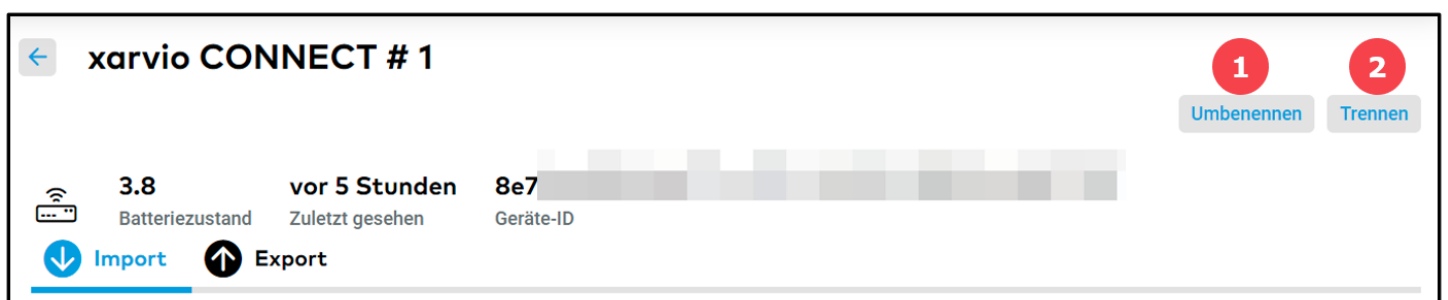 xarvio CONNECT # 1
1 2
Umbenennen Trennen
3.8 vor 5 Stunden 8e7
Batteriezustand Zuletzt gesehen Geräte-ID
Import Export